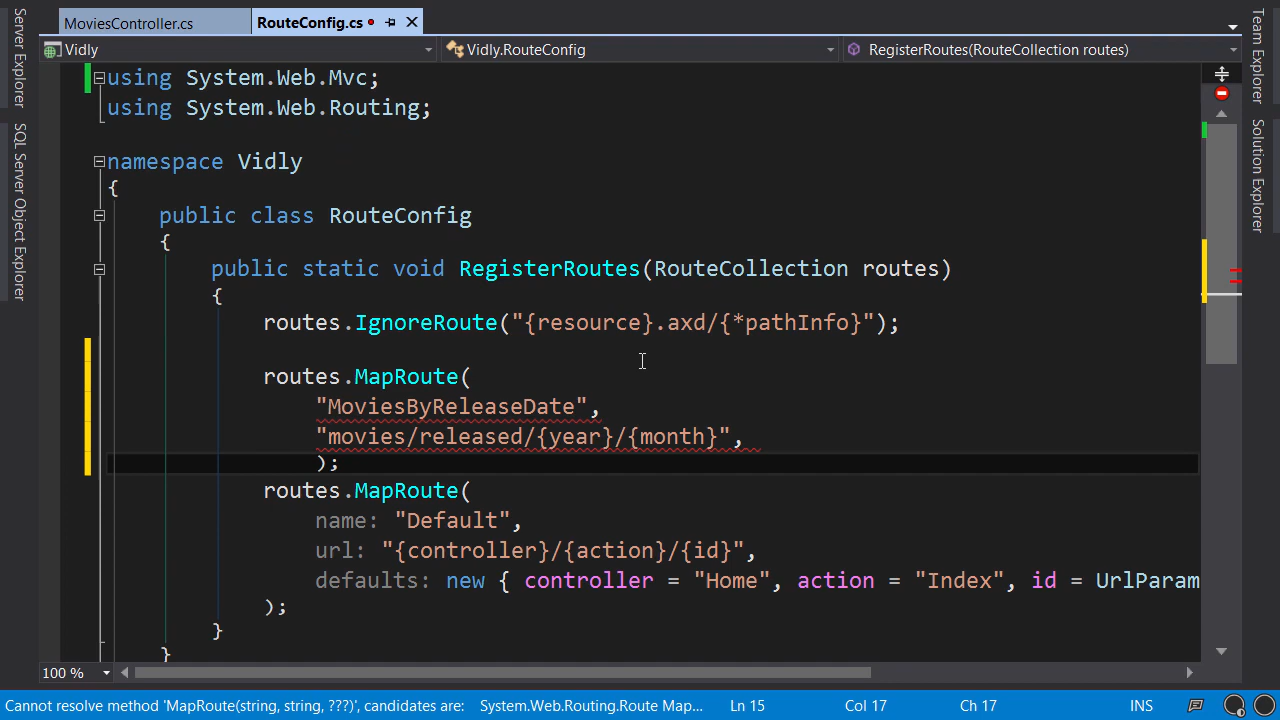 MoviesController.cs
RouteConfig.cs
Vidly
Vidly.RouteConfig
RegisterRoutes(RouteCollection routes)
Server Explorer
SQL Server Object Explorer
Team Explorer
Solution Explorer
using System.Web.Mvc;
using System.Web.Routing;
namespace Vidly
{
public class RouteConfig
{
public static void RegisterRoutes(RouteCollection routes)
{
routes.IgnoreRoute("{resource}.axd/{*pathInfo}");
routes.MapRoute(
"MoviesByReleaseDate",
"movies/released/{year}/{month}",
);
routes.MapRoute(
name: "Default",
url: "{controller}/{action}/{id}",
defaults: new { controller = "Home", action = "Index", id = UrlParam
);
}
}
100 %
Cannot resolve method 'MapRoute(string, string, ???)', candidates are: System.Web.Routing.Route Map... Ln 15 Col 17 Ch 17 INS